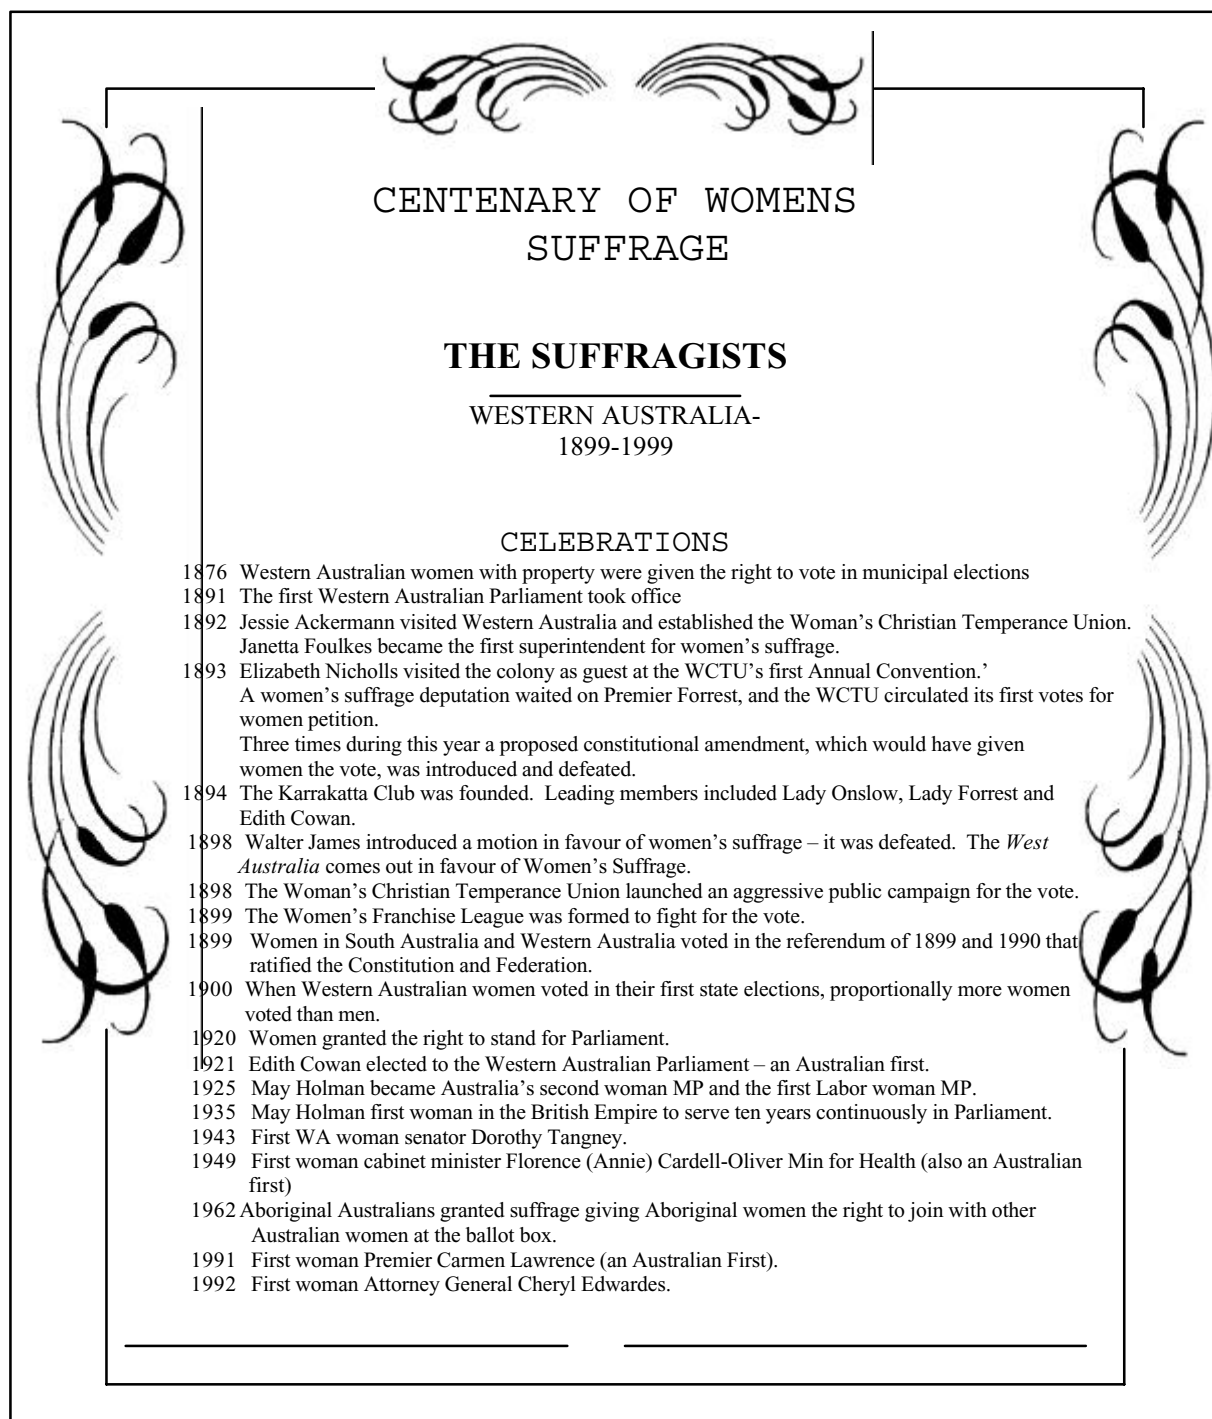 CENTENARY OF WOMENS
SUFFRAGE
THE SUFFRAGISTS
WESTERN AUSTRALIA-
1899-1999
CELEBRATIONS
1876 Western Australian women with property were given the right to vote in municipal elections
1891 The first Western Australian Parliament took office
1892 Jessie Ackermann visited Western Australia and established the Woman’s Christian Temperance Union.
Janetta Foulkes became the first superintendent for women’s suffrage.
1893 Elizabeth Nicholls visited the colony as guest at the WCTU’s first Annual Convention.’
A women’s suffrage deputation waited on Premier Forrest, and the WCTU circulated its first votes for
women petition.
Three times during this year a proposed constitutional amendment, which would have given
women the vote, was introduced and defeated.
1894 The Karrakatta Club was founded. Leading members included Lady Onslow, Lady Forrest and
Edith Cowan.
1898 Walter James introduced a motion in favour of women’s suffrage – it was defeated. The West
Australia comes out in favour of Women’s Suffrage.
1898 The Woman’s Christian Temperance Union launched an aggressive public campaign for the vote.
1899 The Women’s Franchise League was formed to fight for the vote.
1899 Women in South Australia and Western Australia voted in the referendum of 1899 and 1990 that
ratified the Constitution and Federation.
1900 When Western Australian women voted in their first state elections, proportionally more women
voted than men.
1920 Women granted the right to stand for Parliament.
1921 Edith Cowan elected to the Western Australian Parliament – an Australian first.
1925 May Holman became Australia’s second woman MP and the first Labor woman MP.
1935 May Holman first woman in the British Empire to serve ten years continuously in Parliament.
1943 First WA woman senator Dorothy Tangney.
1949 First woman cabinet minister Florence (Annie) Cardell-Oliver Min for Health (also an Australian
first)
1962 Aboriginal Australians granted suffrage giving Aboriginal women the right to join with other
Australian women at the ballot box.
1991 First woman Premier Carmen Lawrence (an Australian First).
1992 First woman Attorney General Cheryl Edwardes.